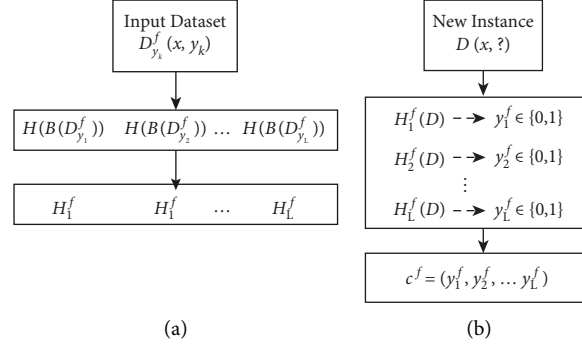 Input Dataset
D^f_{y_k} (x, y_k)
H(B(D^f_{y_1})) H(B(D^f_{y_2})) … H(B(D^f_{y_L}))
H^f_1 H^f_1 … H^f_L
(a)
New Instance
D (x, ?)
H^f_1(D) → y^f_1 ∈ {0,1}
H^f_2(D) → y^f_2 ∈ {0,1}
⋮
H^f_L(D) → y^f_L ∈ {0,1}
c^f = (y^f_1, y^f_2, … y^f_L)
(b)